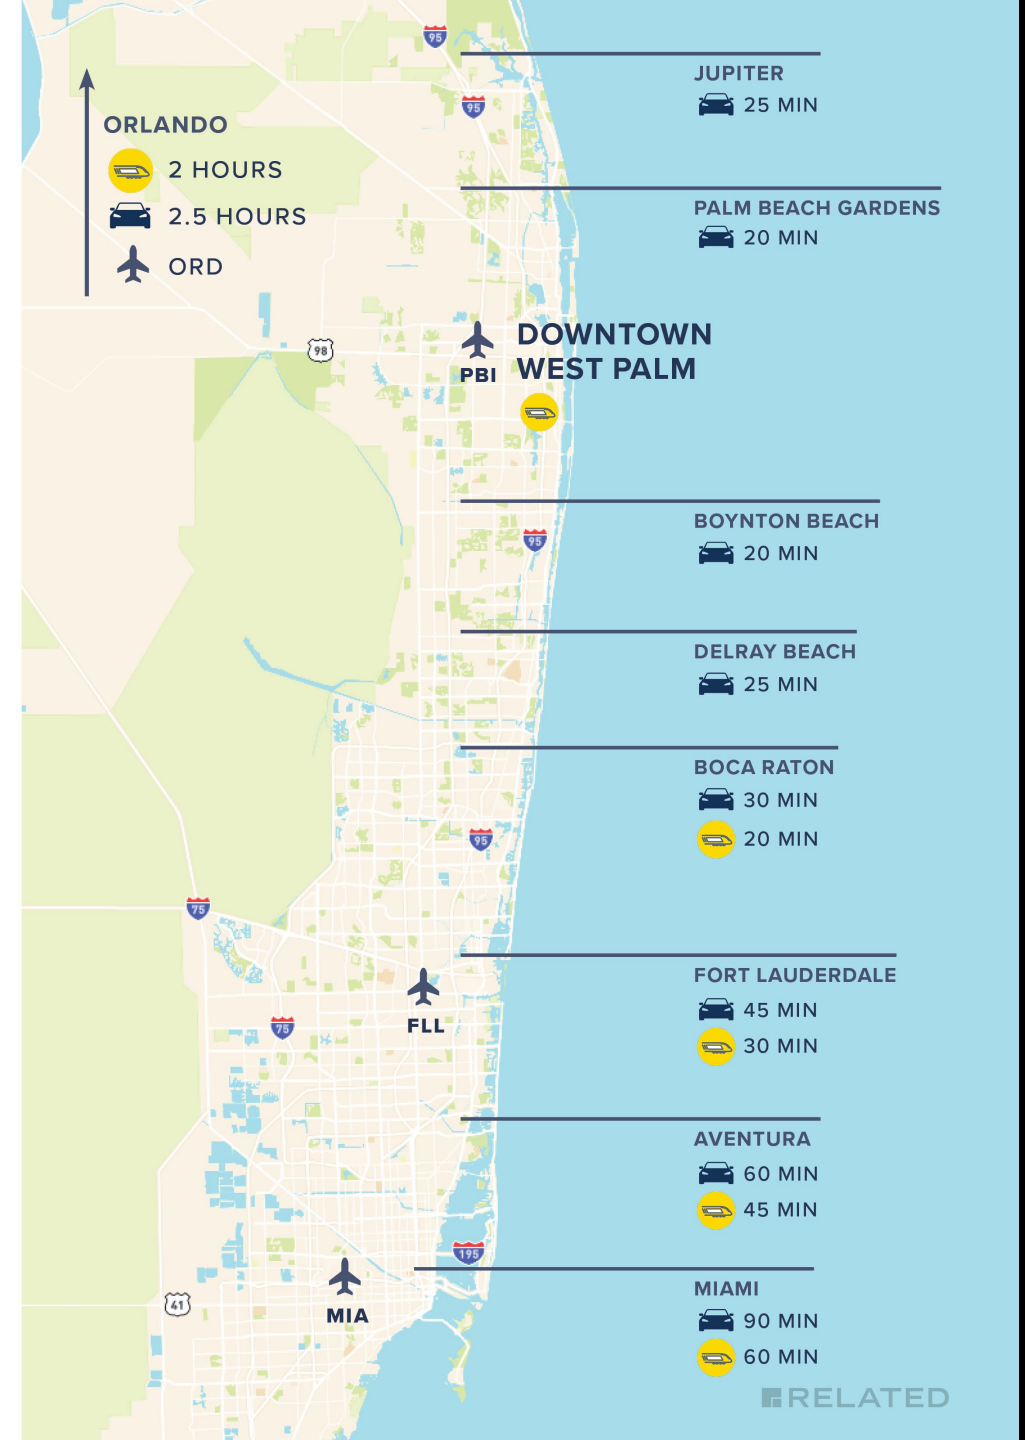 95
JUPITER
25 MIN
95
ORLANDO
2 HOURS
2.5 HOURS
ORD
PALM BEACH GARDENS
20 MIN
98
PBI
DOWNTOWN
WEST PALM
BOYNTON BEACH
95
20 MIN
DELRAY BEACH
25 MIN
BOCA RATON
30 MIN
95
20 MIN
75
FORT LAUDERDALE
45 MIN
FLL
75
30 MIN
AVENTURA
60 MIN
45 MIN
195
MIAMI
41
MIA
90 MIN
60 MIN
RELATED